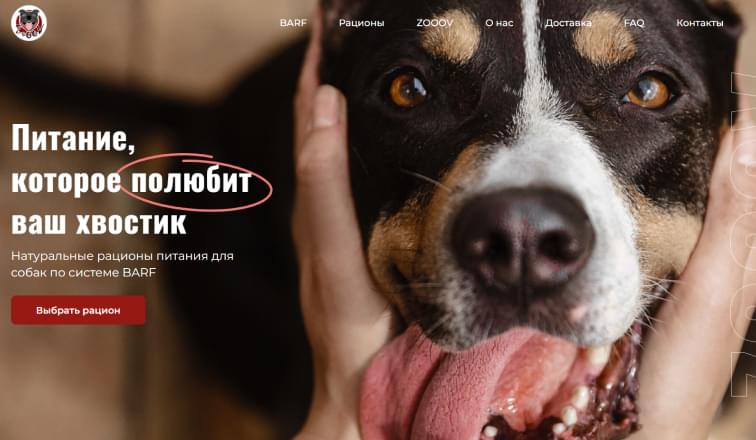 BARF
Рационы
ZOOOV
О нас
Доставка
FAQ
Контакты
Питание,
которое полюбит
ваш хвостик
Натуральные рационы питания для
собак по системе BARF
Выбрать рацион